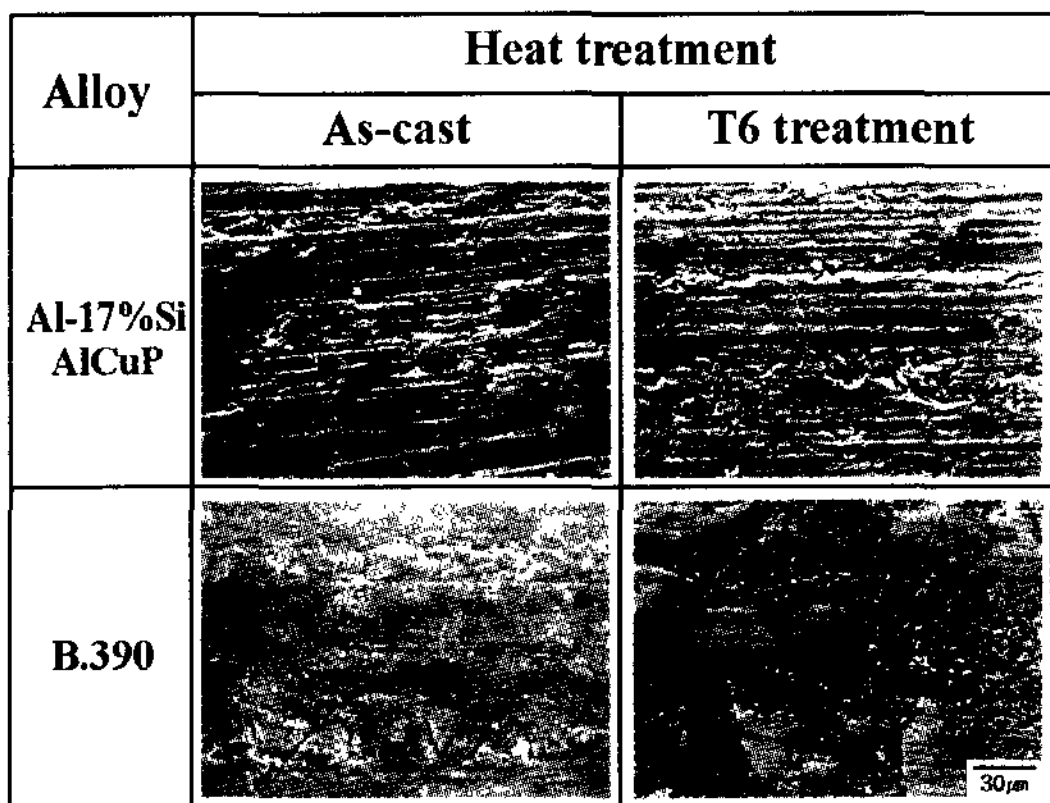 Alloy
Heat treatment
As-cast
T6 treatment
Al-17%Si
AlCuP
B.390
30μm